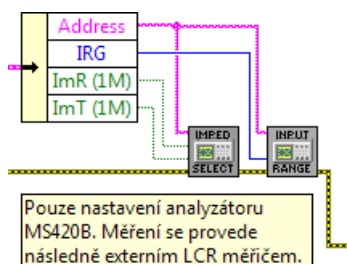 Address
IRG
ImR (1M)
ImT (1M)
IMPED
SELECT
INPUT
RANGE
Pouze nastavení analyzátoru
MS420B. Měření se provede
následně externím LCR měřičem.